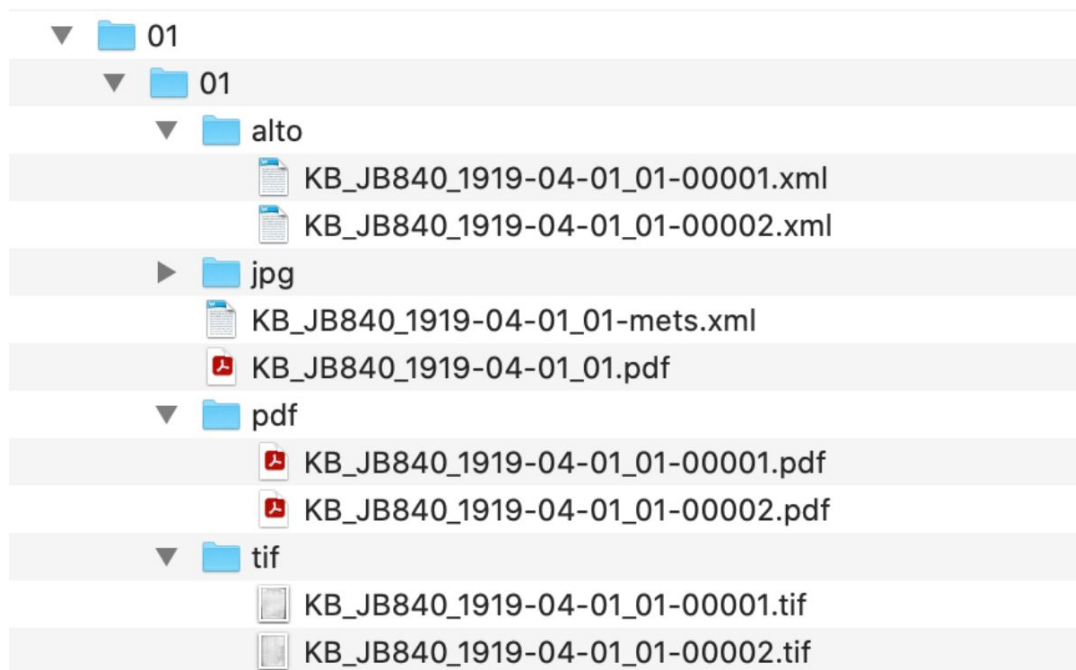 01
01
alto
KB_JB840_1919-04-01_01-00001.xml
KB_JB840_1919-04-01_01-00002.xml
jpg
KB_JB840_1919-04-01_01-mets.xml
KB_JB840_1919-04-01_01.pdf
pdf
KB_JB840_1919-04-01_01-00001.pdf
KB_JB840_1919-04-01_01-00002.pdf
tif
KB_JB840_1919-04-01_01-00001.tif
KB_JB840_1919-04-01_01-00002.tif